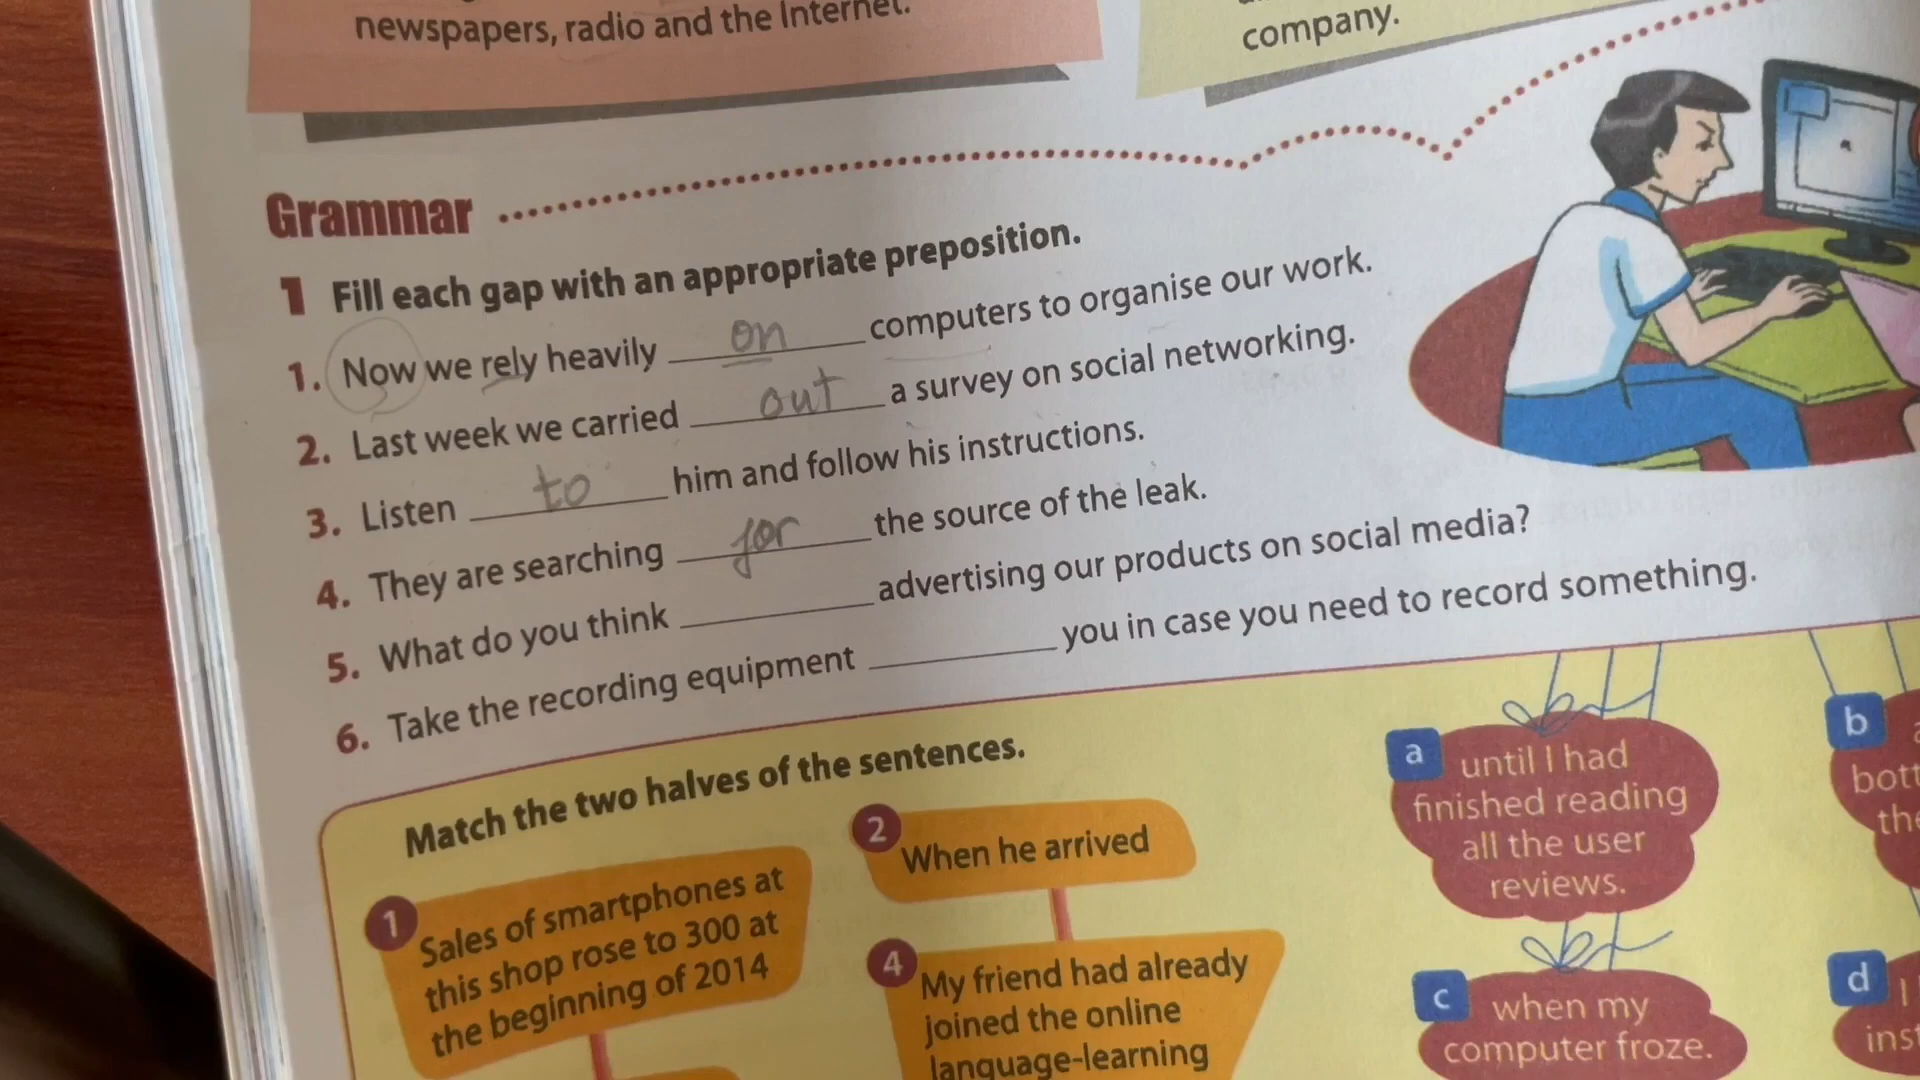 newspapers, radio and the Internet.
company.
Grammar
1 Fill each gap with an appropriate preposition.
1. Now we rely heavily on computers to organise our work.
2. Last week we carried out a survey on social networking.
3. Listen to him and follow his instructions.
4. They are searching for the source of the leak.
5. What do you think ________ advertising our products on social media?
6. Take the recording equipment ________ you in case you need to record something.
Match the two halves of the sentences.
1 Sales of smartphones at
this shop rose to 300 at
the beginning of 2014
2 When he arrived
4 My friend had already
joined the online
language-learning
a until I had
finished reading
all the user
reviews.
b
c when my
computer froze.
d